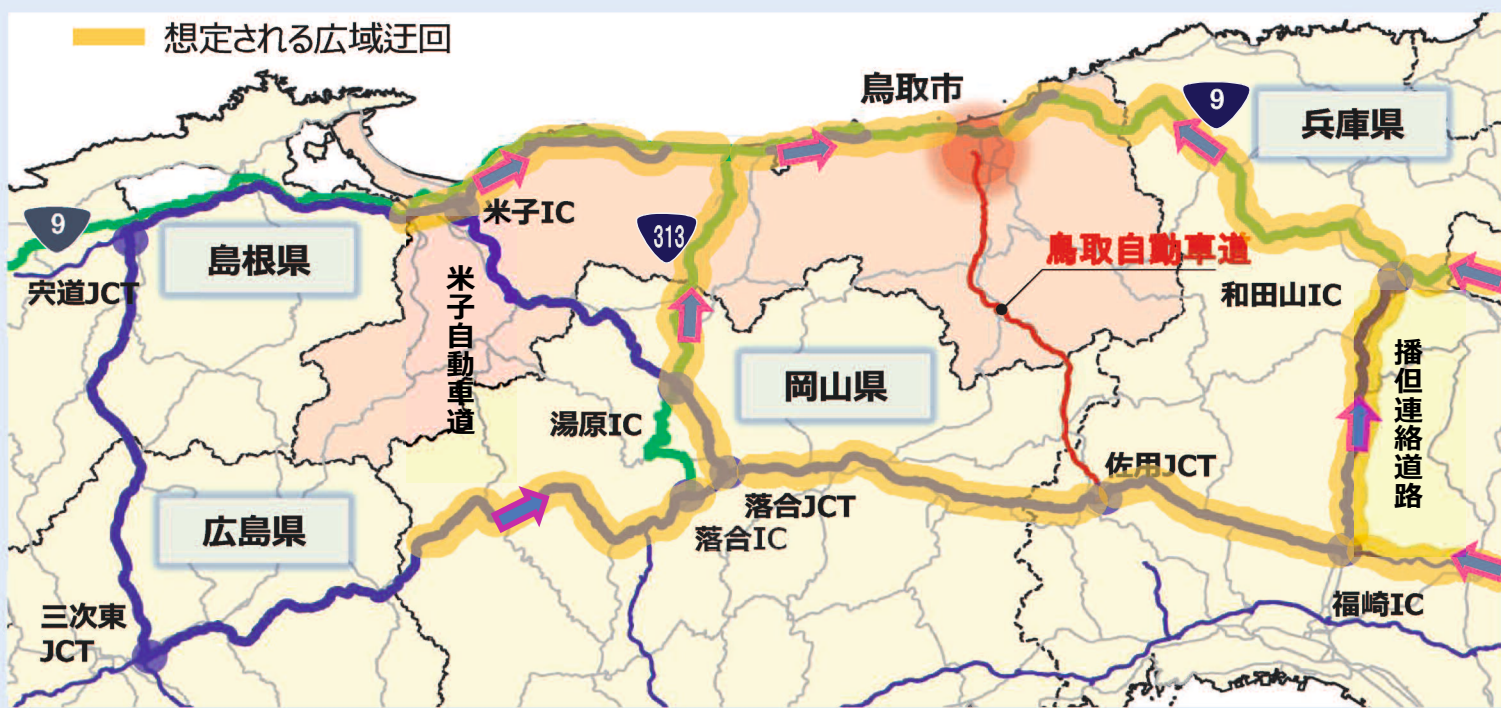 想定される広域迂回
鳥取市
9
兵庫県
9
島根県
宍道JCT
米子IC
313
鳥取自動車道
和田山IC
米子自動車道
岡山県
播但連絡道路
湯原IC
佐用JCT
広島県
落合JCT
落合IC
三次東
JCT
福崎IC